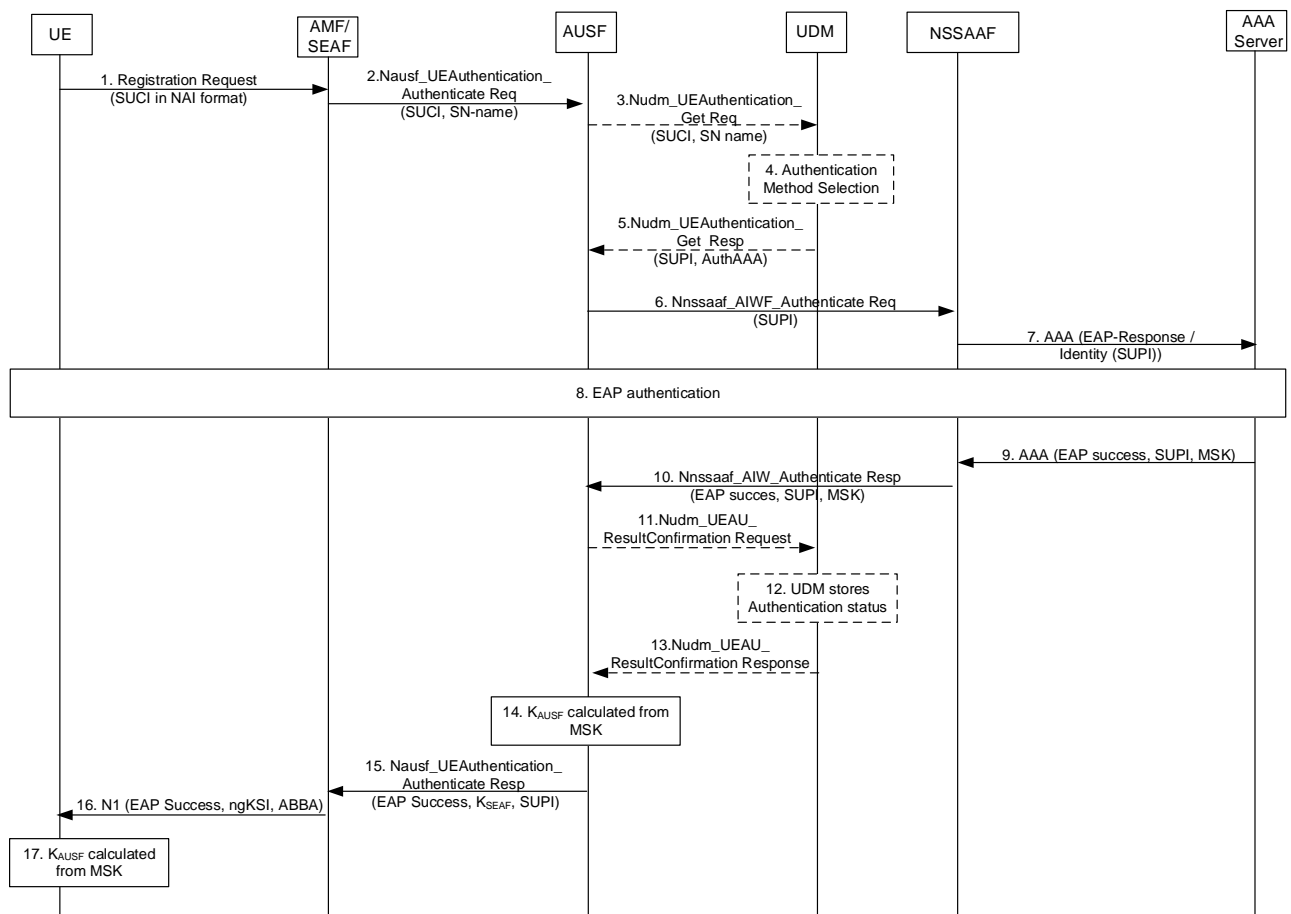 UE
AMF/
SEAF
AUSF
UDM
NSSAAF
AAA
Server
1. Registration Request
(SUCI in NAI format)
2.Nausf_UEAuthentication_
Authenticate Req
(SUCI, SN-name)
3.Nudm_UEAuthentication_
Get Req
(SUCI, SN name)
4. Authentication
Method Selection
5.Nudm_UEAuthentication_
Get Resp
(SUPI, AuthAAA)
6. Nnssaaf_AIWF_Authenticate Req
(SUPI)
7. AAA (EAP-Response /
Identity (SUPI))
8. EAP authentication
9. AAA (EAP success, SUPI, MSK)
10. Nnssaaf_AIW_Authenticate Resp
(EAP succes, SUPI, MSK)
11.Nudm_UEAU_
ResultConfirmation Request
12. UDM stores
Authentication status
13.Nudm_UEAU_
ResultConfirmation Response
14. KAUSF calculated from
MSK
15. Nausf_UEAuthentication_
Authenticate Resp
(EAP Success, KSEAF, SUPI)
16. N1 (EAP Success, ngKSI, ABBA)
17. KAUSF calculated
from MSK